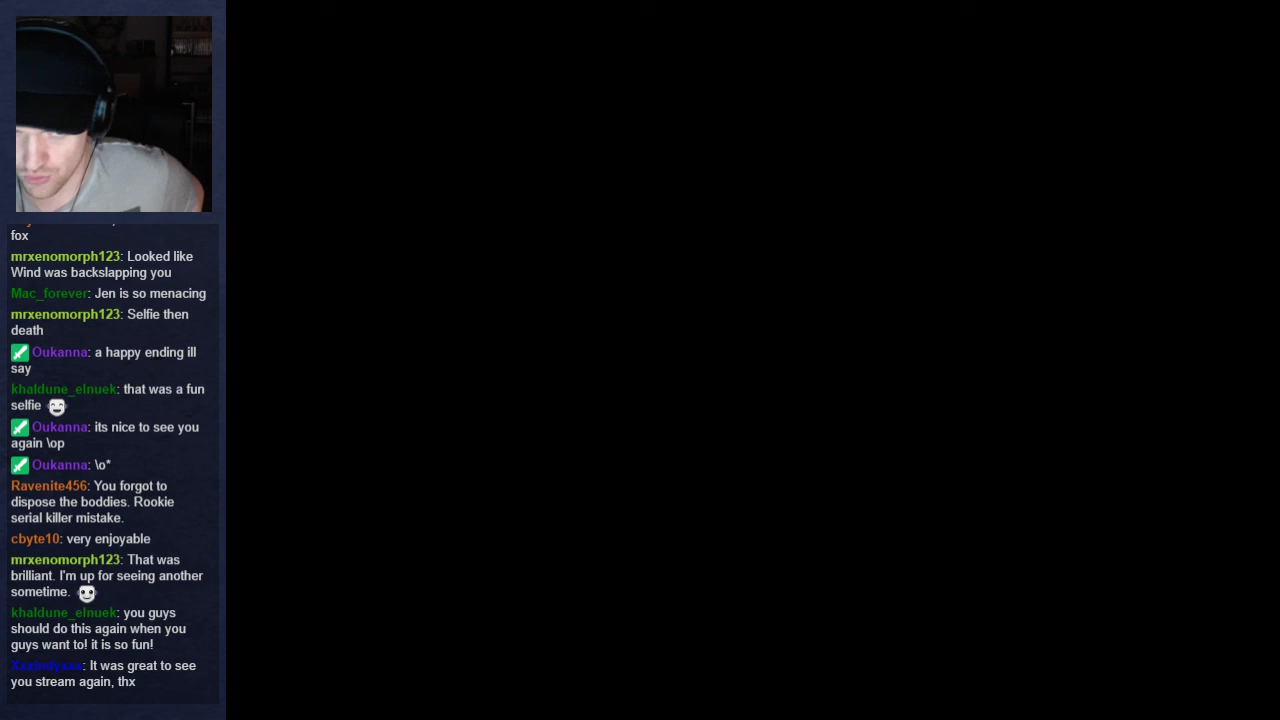 fox
mrxenomorph123: Looked like
Wind was backslapping you
Mac_forever: Jen is so menacing
mrxenomorph123: Selfie then
death
Oukanna: a happy ending ill
say
khaldune_elnuek: that was a fun
selfie
Oukanna: its nice to see you
again \op
Oukanna: \o*
Ravenite456: You forgot to
dispose the boddies. Rookie
serial killer mistake.
cbyte10: very enjoyable
mrxenomorph123: That was
brilliant. I'm up for seeing another
sometime.
khaldune_elnuek: you guys
should do this again when you
guys want to! it is so fun!
: It was great to see
you stream again, thx